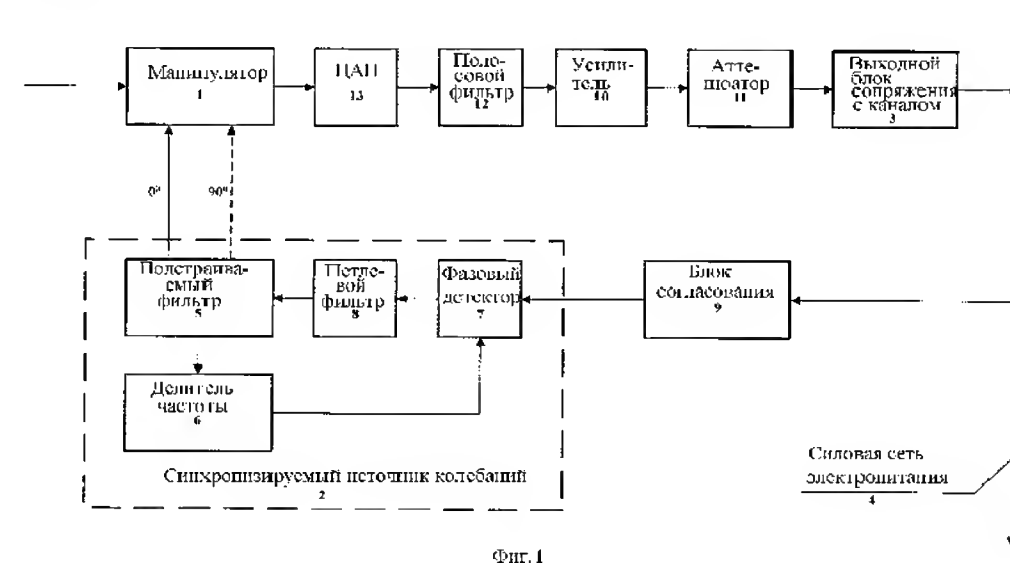 Манипулятор
1
ЦАП
13
Поло-
совой
фильтр
12
Усили-
тель
10
Атте-
нюатор
11
Выходной
блок
сопряжения
с каналом
3
0°
90°
Подстраива-
емый
фильтр
5
Петле-
вой
фильтр
8
Фазовый
детектор
7
Блок
согласования
9
Делитель
частоты
6
Синхронизируемый источник колебаний
2
Силовая сеть
электропитания
4
Фиг.1